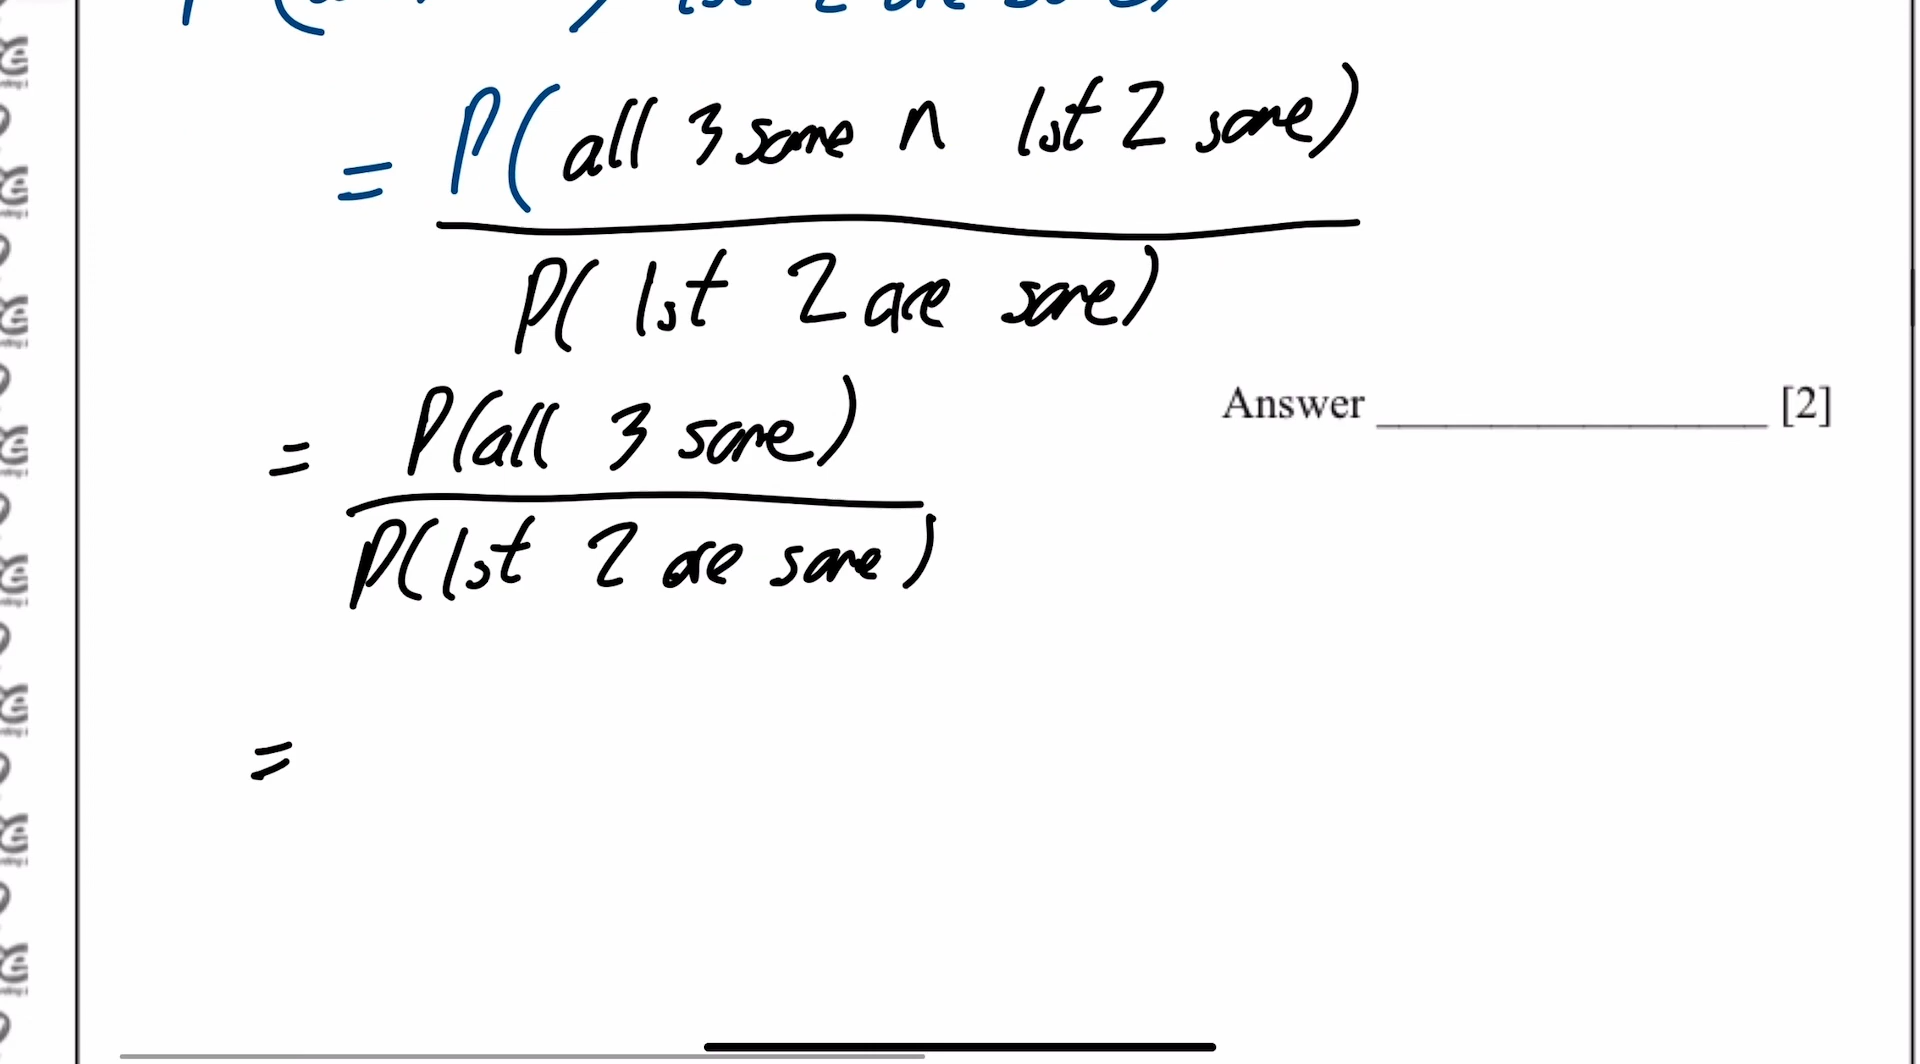 = P( all 3 same ∩ 1st 2 same)
P( 1st 2 are same)
Answer ________________ [2]
= P(all 3 same)
P(1st 2 are same)
=